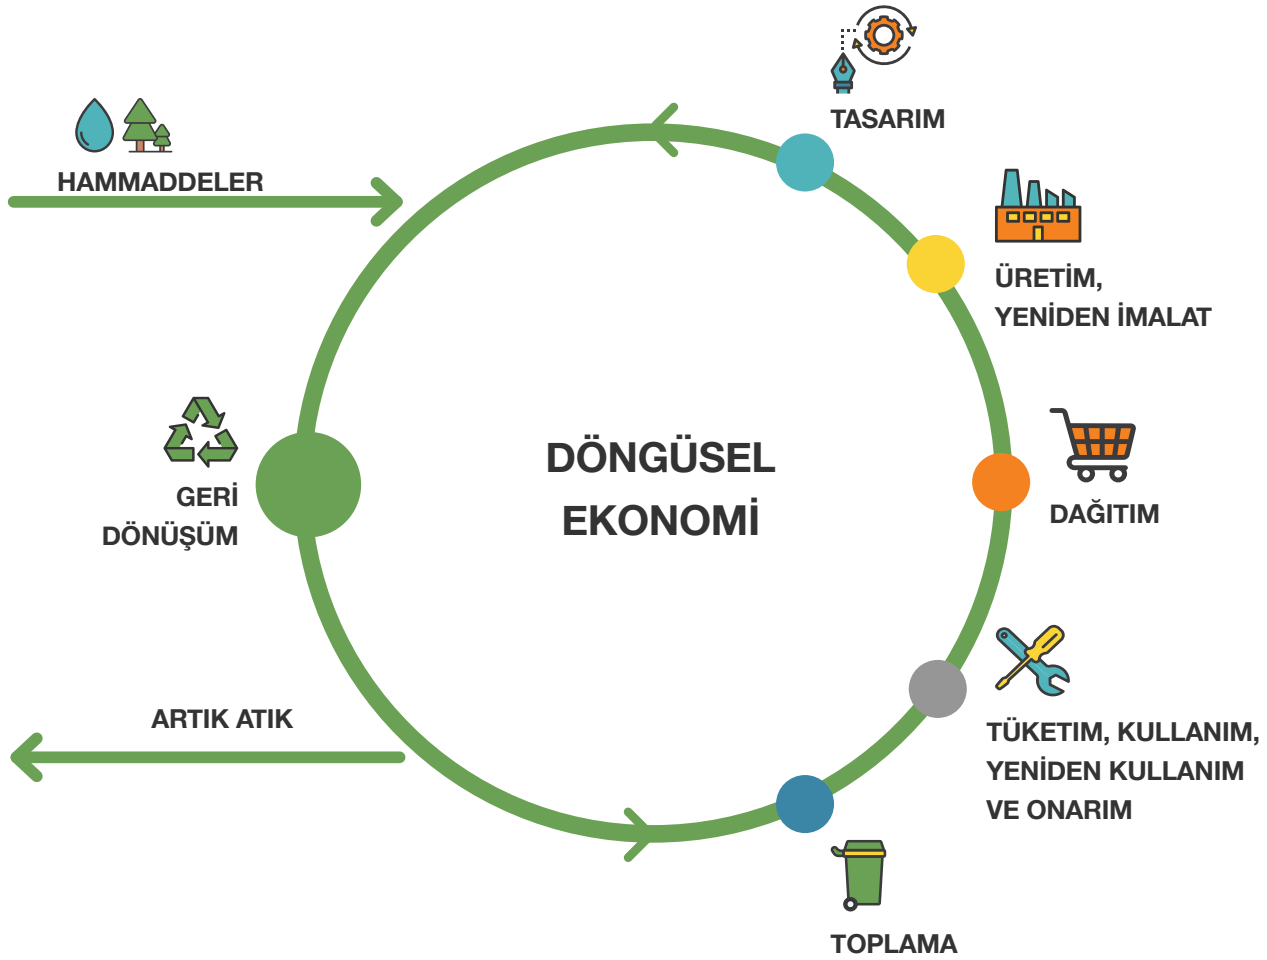 TASARIM
HAMMADDELER
ÜRETİM,
YENİDEN İMALAT
DÖNGÜSEL
EKONOMİ
GERİ
DÖNÜŞÜM
DAĞITIM
ARTIK ATIK
TÜKETIM, KULLANIM,
YENİDEN KULLANIM
VE ONARIM
TOPLAMA